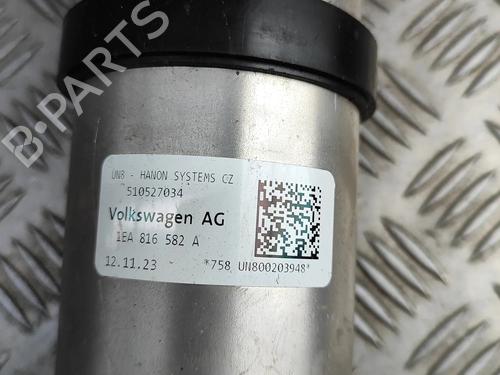 B-PARTS
UN8 - HANON SYSTEMS CZ
510527034
Volkswagen AG
1EA 816 582 A
12.11.23 *758 UN800203948*